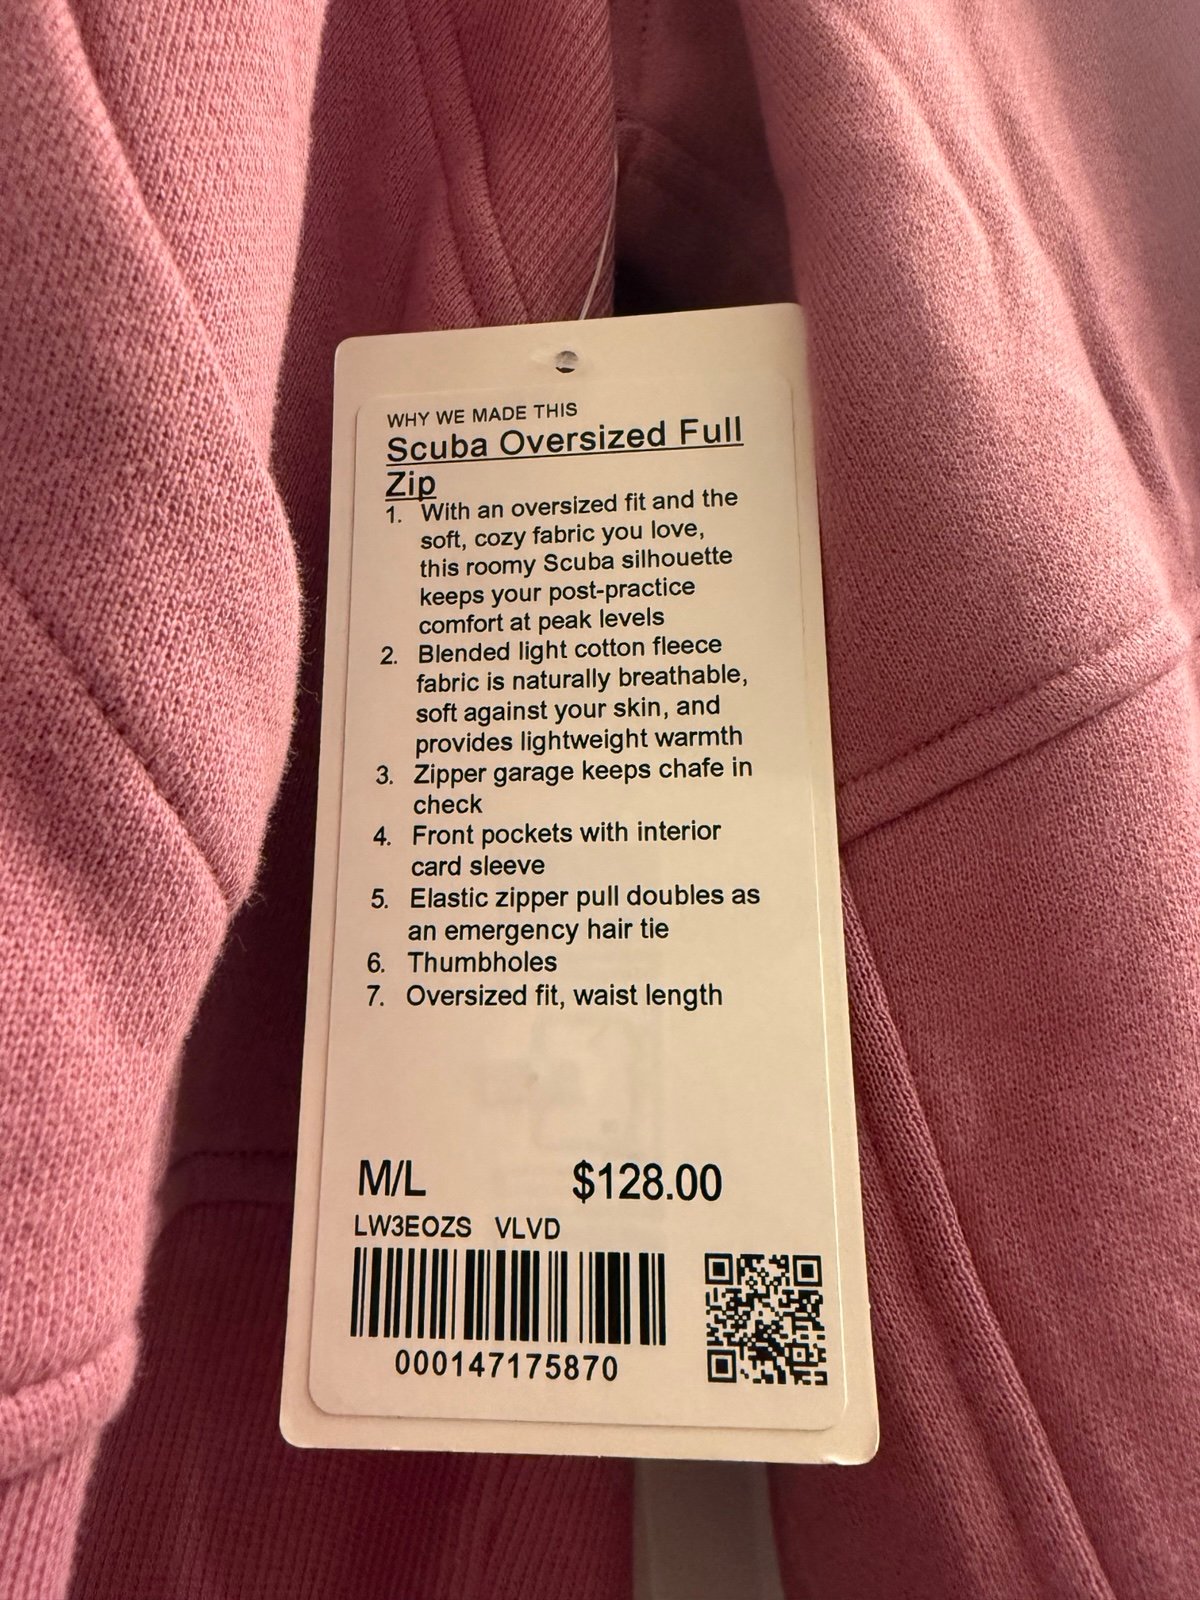 WHY WE MADE THIS
Scuba Oversized Full
Zip
1. With an oversized fit and the
soft, cozy fabric you love,
this roomy Scuba silhouette
keeps your post-practice
comfort at peak levels
2. Blended light cotton fleece
fabric is naturally breathable,
soft against your skin, and
provides lightweight warmth
3. Zipper garage keeps chafe in
check
4. Front pockets with interior
card sleeve
5. Elastic zipper pull doubles as
an emergency hair tie
6. Thumbholes
7. Oversized fit, waist length
M/L $128.00
LW3EOZS VLVD
000147175870